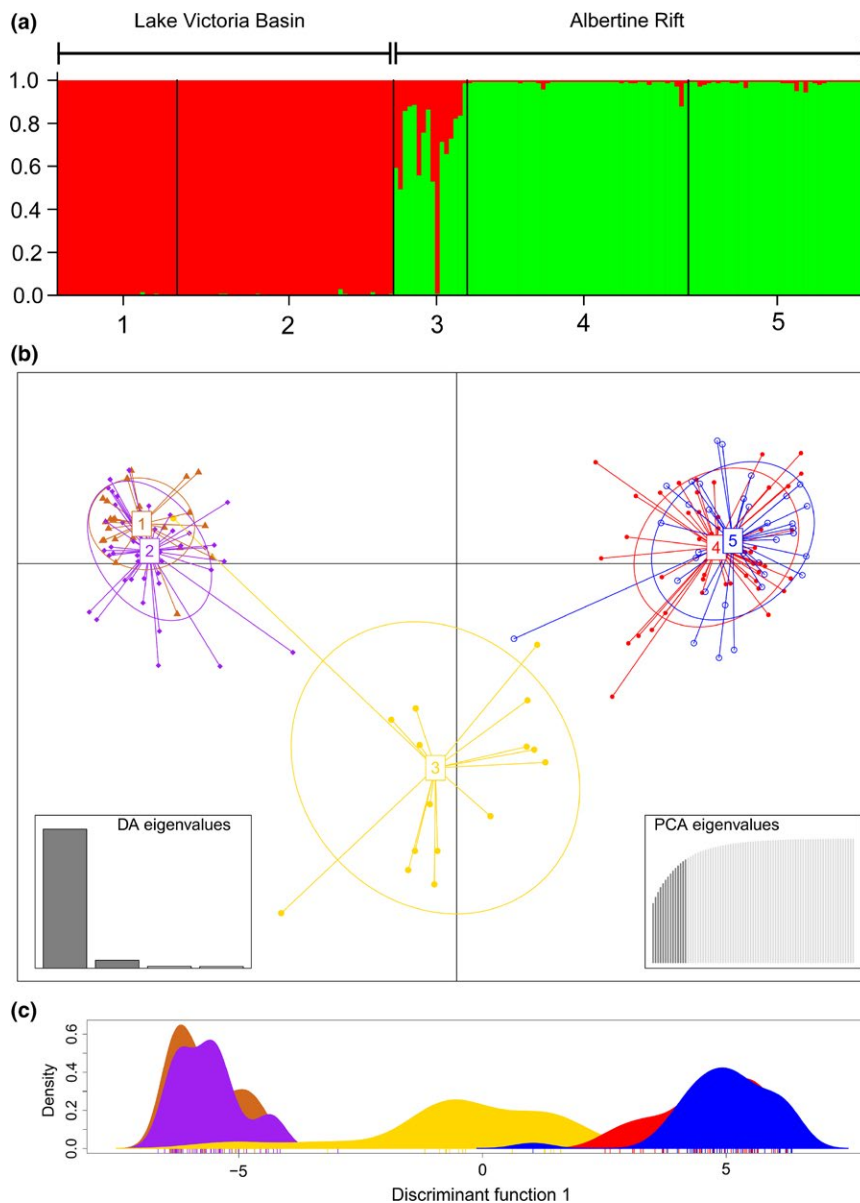 (a)
Lake Victoria Basin Albertine Rift
1.0
0.8
0.6
0.4
0.2
0.0
1 2 3 4 5
(b)
1
2
4 5
3
DA eigenvalues PCA eigenvalues
(c)
0.6
0.4
0.2
0.0
Density
−5 0 5
Discriminant function 1